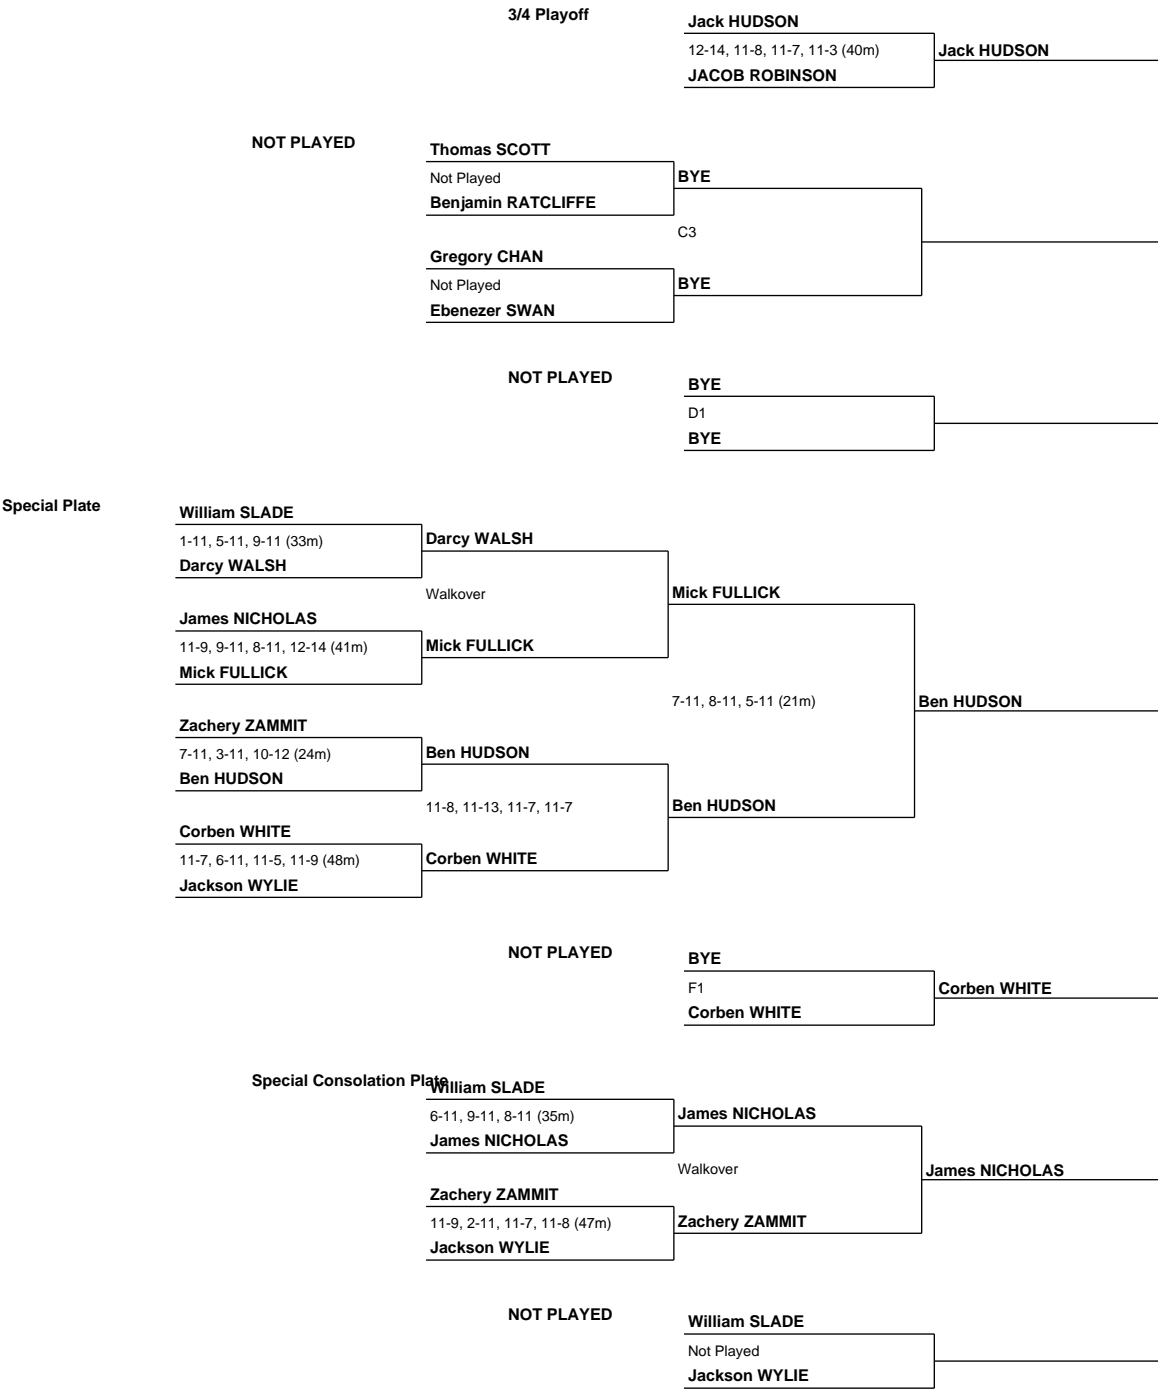 3/4 Playoff
Jack HUDSON
12-14, 11-8, 11-7, 11-3 (40m)
Jack HUDSON
JACOB ROBINSON
NOT PLAYED
Thomas SCOTT
Not Played
BYE
Benjamin RATCLIFFE
C3
Gregory CHAN
Not Played
BYE
Ebenezer SWAN
NOT PLAYED
BYE
D1
BYE
Special Plate
William SLADE
1-11, 5-11, 9-11 (33m)
Darcy WALSH
Darcy WALSH
Walkover
Mick FULLICK
James NICHOLAS
11-9, 9-11, 8-11, 12-14 (41m)
Mick FULLICK
Mick FULLICK
7-11, 8-11, 5-11 (21m)
Ben HUDSON
Zachery ZAMMIT
7-11, 3-11, 10-12 (24m)
Ben HUDSON
Ben HUDSON
11-8, 11-13, 11-7, 11-7
Ben HUDSON
Corben WHITE
11-7, 6-11, 11-5, 11-9 (48m)
Corben WHITE
Jackson WYLIE
NOT PLAYED
BYE
F1
Corben WHITE
Corben WHITE
Special Consolation Plate
William SLADE
6-11, 9-11, 8-11 (35m)
James NICHOLAS
James NICHOLAS
Walkover
James NICHOLAS
Zachery ZAMMIT
11-9, 2-11, 11-7, 11-8 (47m)
Zachery ZAMMIT
Jackson WYLIE
NOT PLAYED
William SLADE
Not Played
Jackson WYLIE